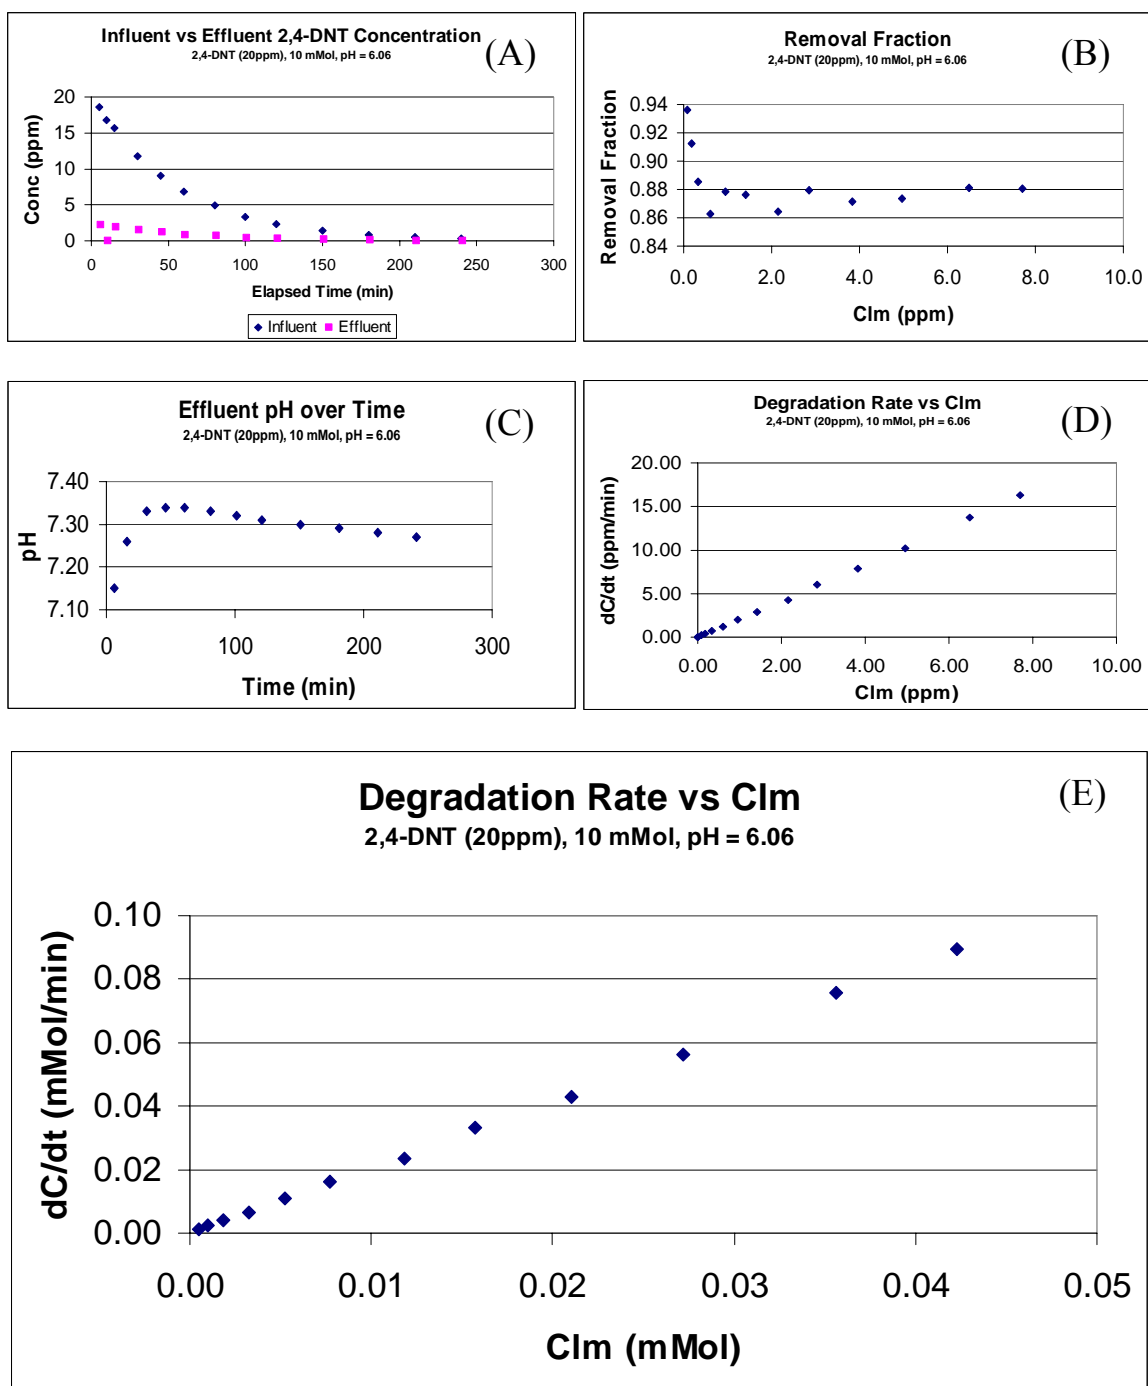 Influent vs Effluent 2,4-DNT Concentration
2,4-DNT (20ppm), 10 mMol, pH = 6.06
(A)
Conc (ppm)
20
15
10
5
0
0 50 100 150 200 250 300
Elapsed Time (min)
Influent Effluent
Removal Fraction
2,4-DNT (20ppm), 10 mMol, pH = 6.06
(B)
Removal Fraction
0.94
0.92
0.90
0.88
0.86
0.84
0.0 2.0 4.0 6.0 8.0 10.0
Clm (ppm)
Effluent pH over Time
2,4-DNT (20ppm), 10 mMol, pH = 6.06
(C)
pH
7.40
7.30
7.20
7.10
0 100 200 300
Time (min)
Degradation Rate vs Clm
2,4-DNT (20ppm), 10 mMol, pH = 6.06
(D)
dC/dt (ppm/min)
20.00
15.00
10.00
5.00
0.00
0.00 2.00 4.00 6.00 8.00 10.00
Clm (ppm)
Degradation Rate vs Clm
2,4-DNT (20ppm), 10 mMol, pH = 6.06
(E)
dC/dt (mMol/min)
0.10
0.08
0.06
0.04
0.02
0.00
0.00 0.01 0.02 0.03 0.04 0.05
Clm (mMol)